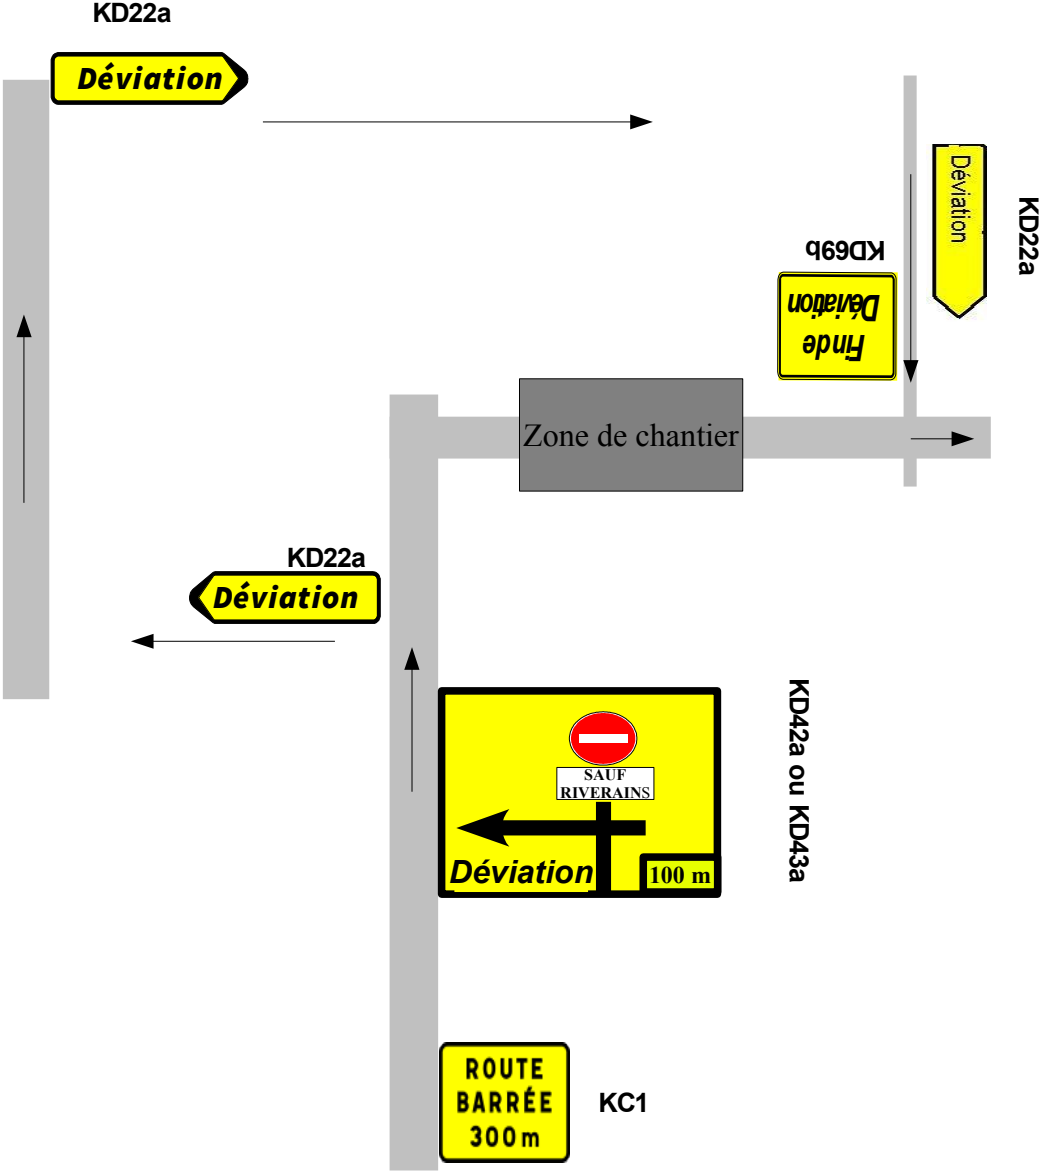 KD22a
Déviation
Déviation
KD22a
KD69b
Fin de
Déviation
Zone de chantier
KD22a
Déviation
KD42a ou KD43a
SAUF
RIVERAINS
Déviation
100 m
ROUTE
BARRÉE
300 m
KC1